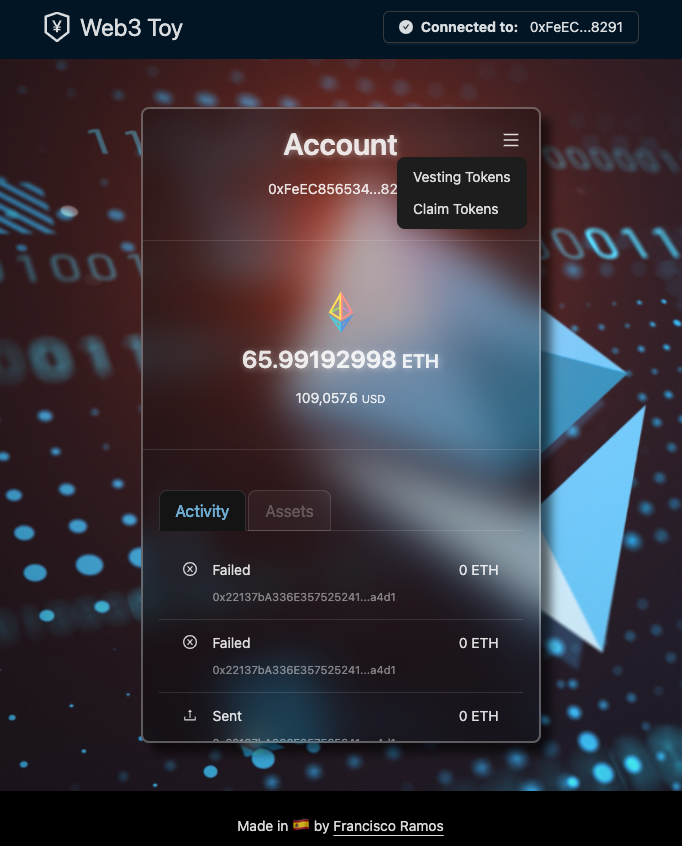 Web3 Toy
Connected to: 0xFeEC...8291
Account
0xFeEC856534...82
Vesting Tokens
Claim Tokens
65.99192998 ETH
109,057.6 USD
Activity
Assets
Failed 0 ETH
0x22137bA336E357525241...a4d1
Failed 0 ETH
0x22137bA336E357525241...a4d1
Sent 0 ETH
Made in 🇪🇸 by Francisco Ramos